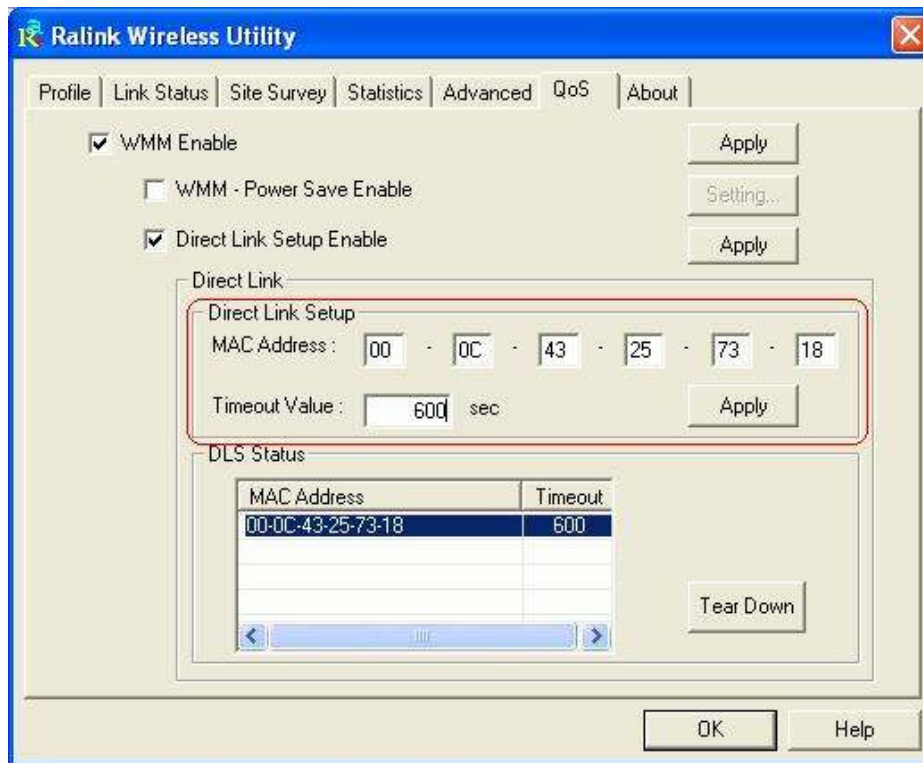 Ralink Wireless Utility
Profile Link Status Site Survey Statistics Advanced QoS About
WMM Enable Apply
WMM - Power Save Enable Setting...
Direct Link Setup Enable Apply
Direct Link
Direct Link Setup
MAC Address : 00 - 0C - 43 - 25 - 73 - 18
Timeout Value : 600 sec Apply
DLS Status
MAC Address Timeout
00-0C-43-25-73-18 600
Tear Down
OK Help